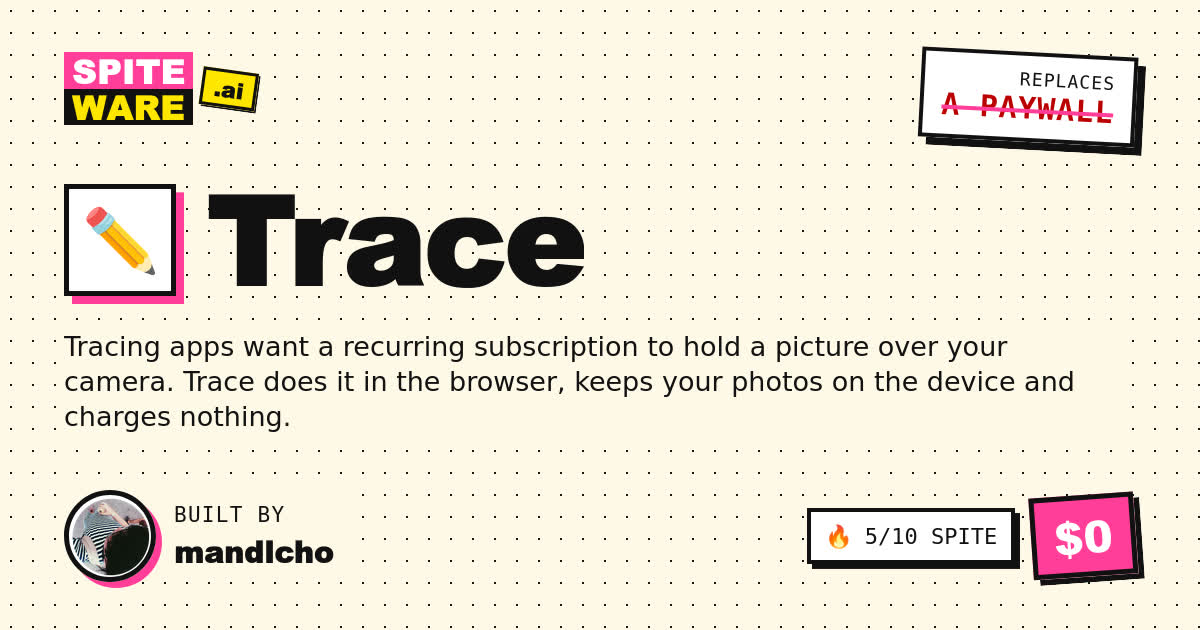 SPITE
WARE
.ai
REPLACES
A PAYWALL
Trace
Tracing apps want a recurring subscription to hold a picture over your
camera. Trace does it in the browser, keeps your photos on the device and
charges nothing.
BUILT BY
mandlcho
🔥 5/10 SPITE
$0